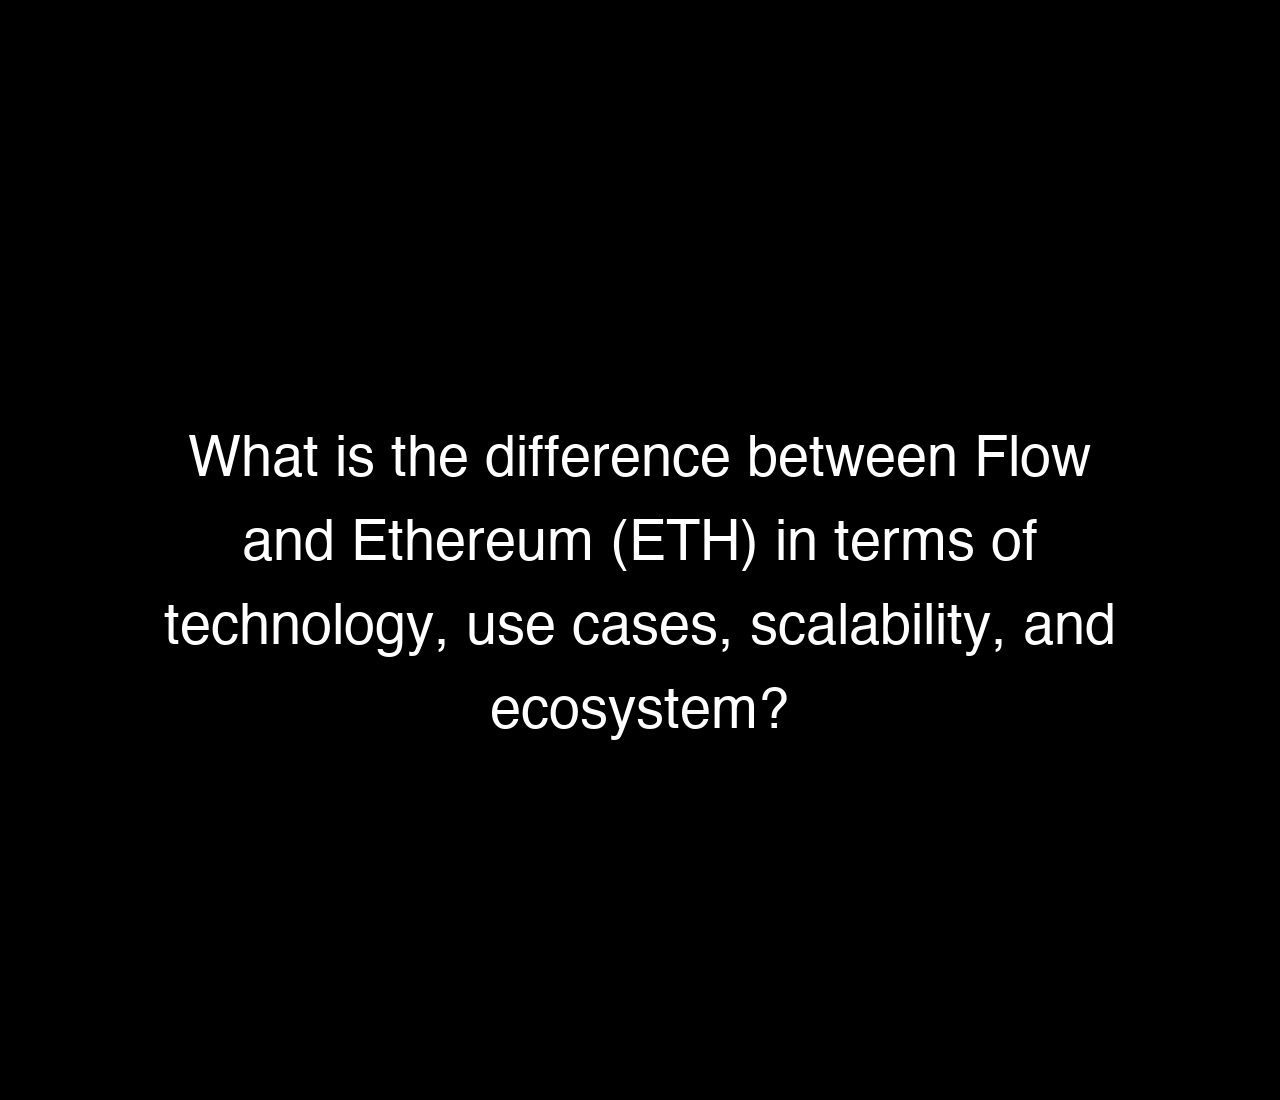 What is the difference between Flow
and Ethereum (ETH) in terms of
technology, use cases, scalability, and
ecosystem?